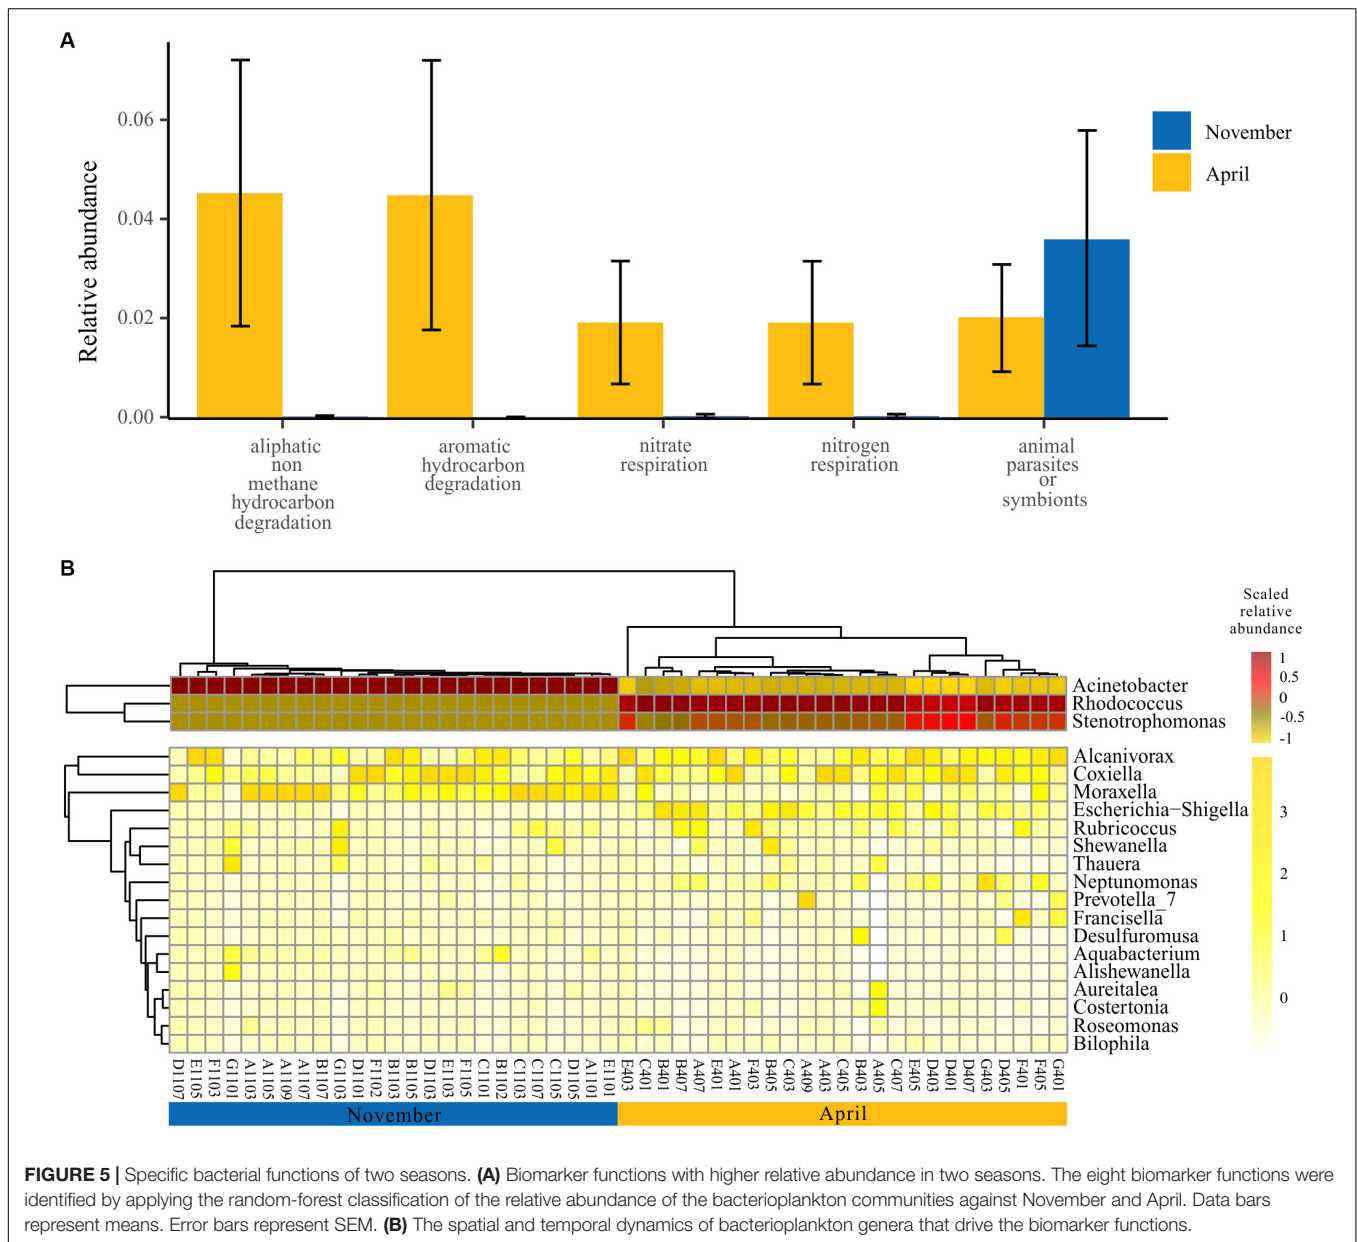 A
0.06
0.04
0.02
0.00
Relative abundance
November
April
aliphatic
non
methane
hydrocarbon
degradation
aromatic
hydrocarbon
degradation
nitrate
respiration
nitrogen
respiration
animal
parasites
or
symbionts
B
Scaled
relative
abundance
1
0.5
0
-0.5
-1
3
2
1
0
Acinetobacter
Rhodococcus
Stenotrophomonas
Alcanivorax
Coxiella
Moraxella
Escherichia−Shigella
Rubricoccus
Shewanella
Thauera
Neptunomonas
Prevotella_7
Francisella
Desulfuromusa
Aquabacterium
Alishewanella
Aureitalea
Costertonia
Roseomonas
Bilophila
D1107 E1105 F1103 G1101 A1103 A1105 A1109 A1107 B1107 G1103 D1101 F1102 B1103 B1105 D1103 E1103 F1105 C1101 B1102 C1103 C1107 C1105 D1105 A1101 E1101 E403 C401 B401 B407 A407 E401 A401 F403 B405 C403 A409 A403 C405 B403 A405 C407 E405 D403 D401 D407 G403 D405 F401 F405 G401
November
April
FIGURE 5 | Specific bacterial functions of two seasons. (A) Biomarker functions with higher relative abundance in two seasons. The eight biomarker functions were
identified by applying the random-forest classification of the relative abundance of the bacterioplankton communities against November and April. Data bars
represent means. Error bars represent SEM. (B) The spatial and temporal dynamics of bacterioplankton genera that drive the biomarker functions.